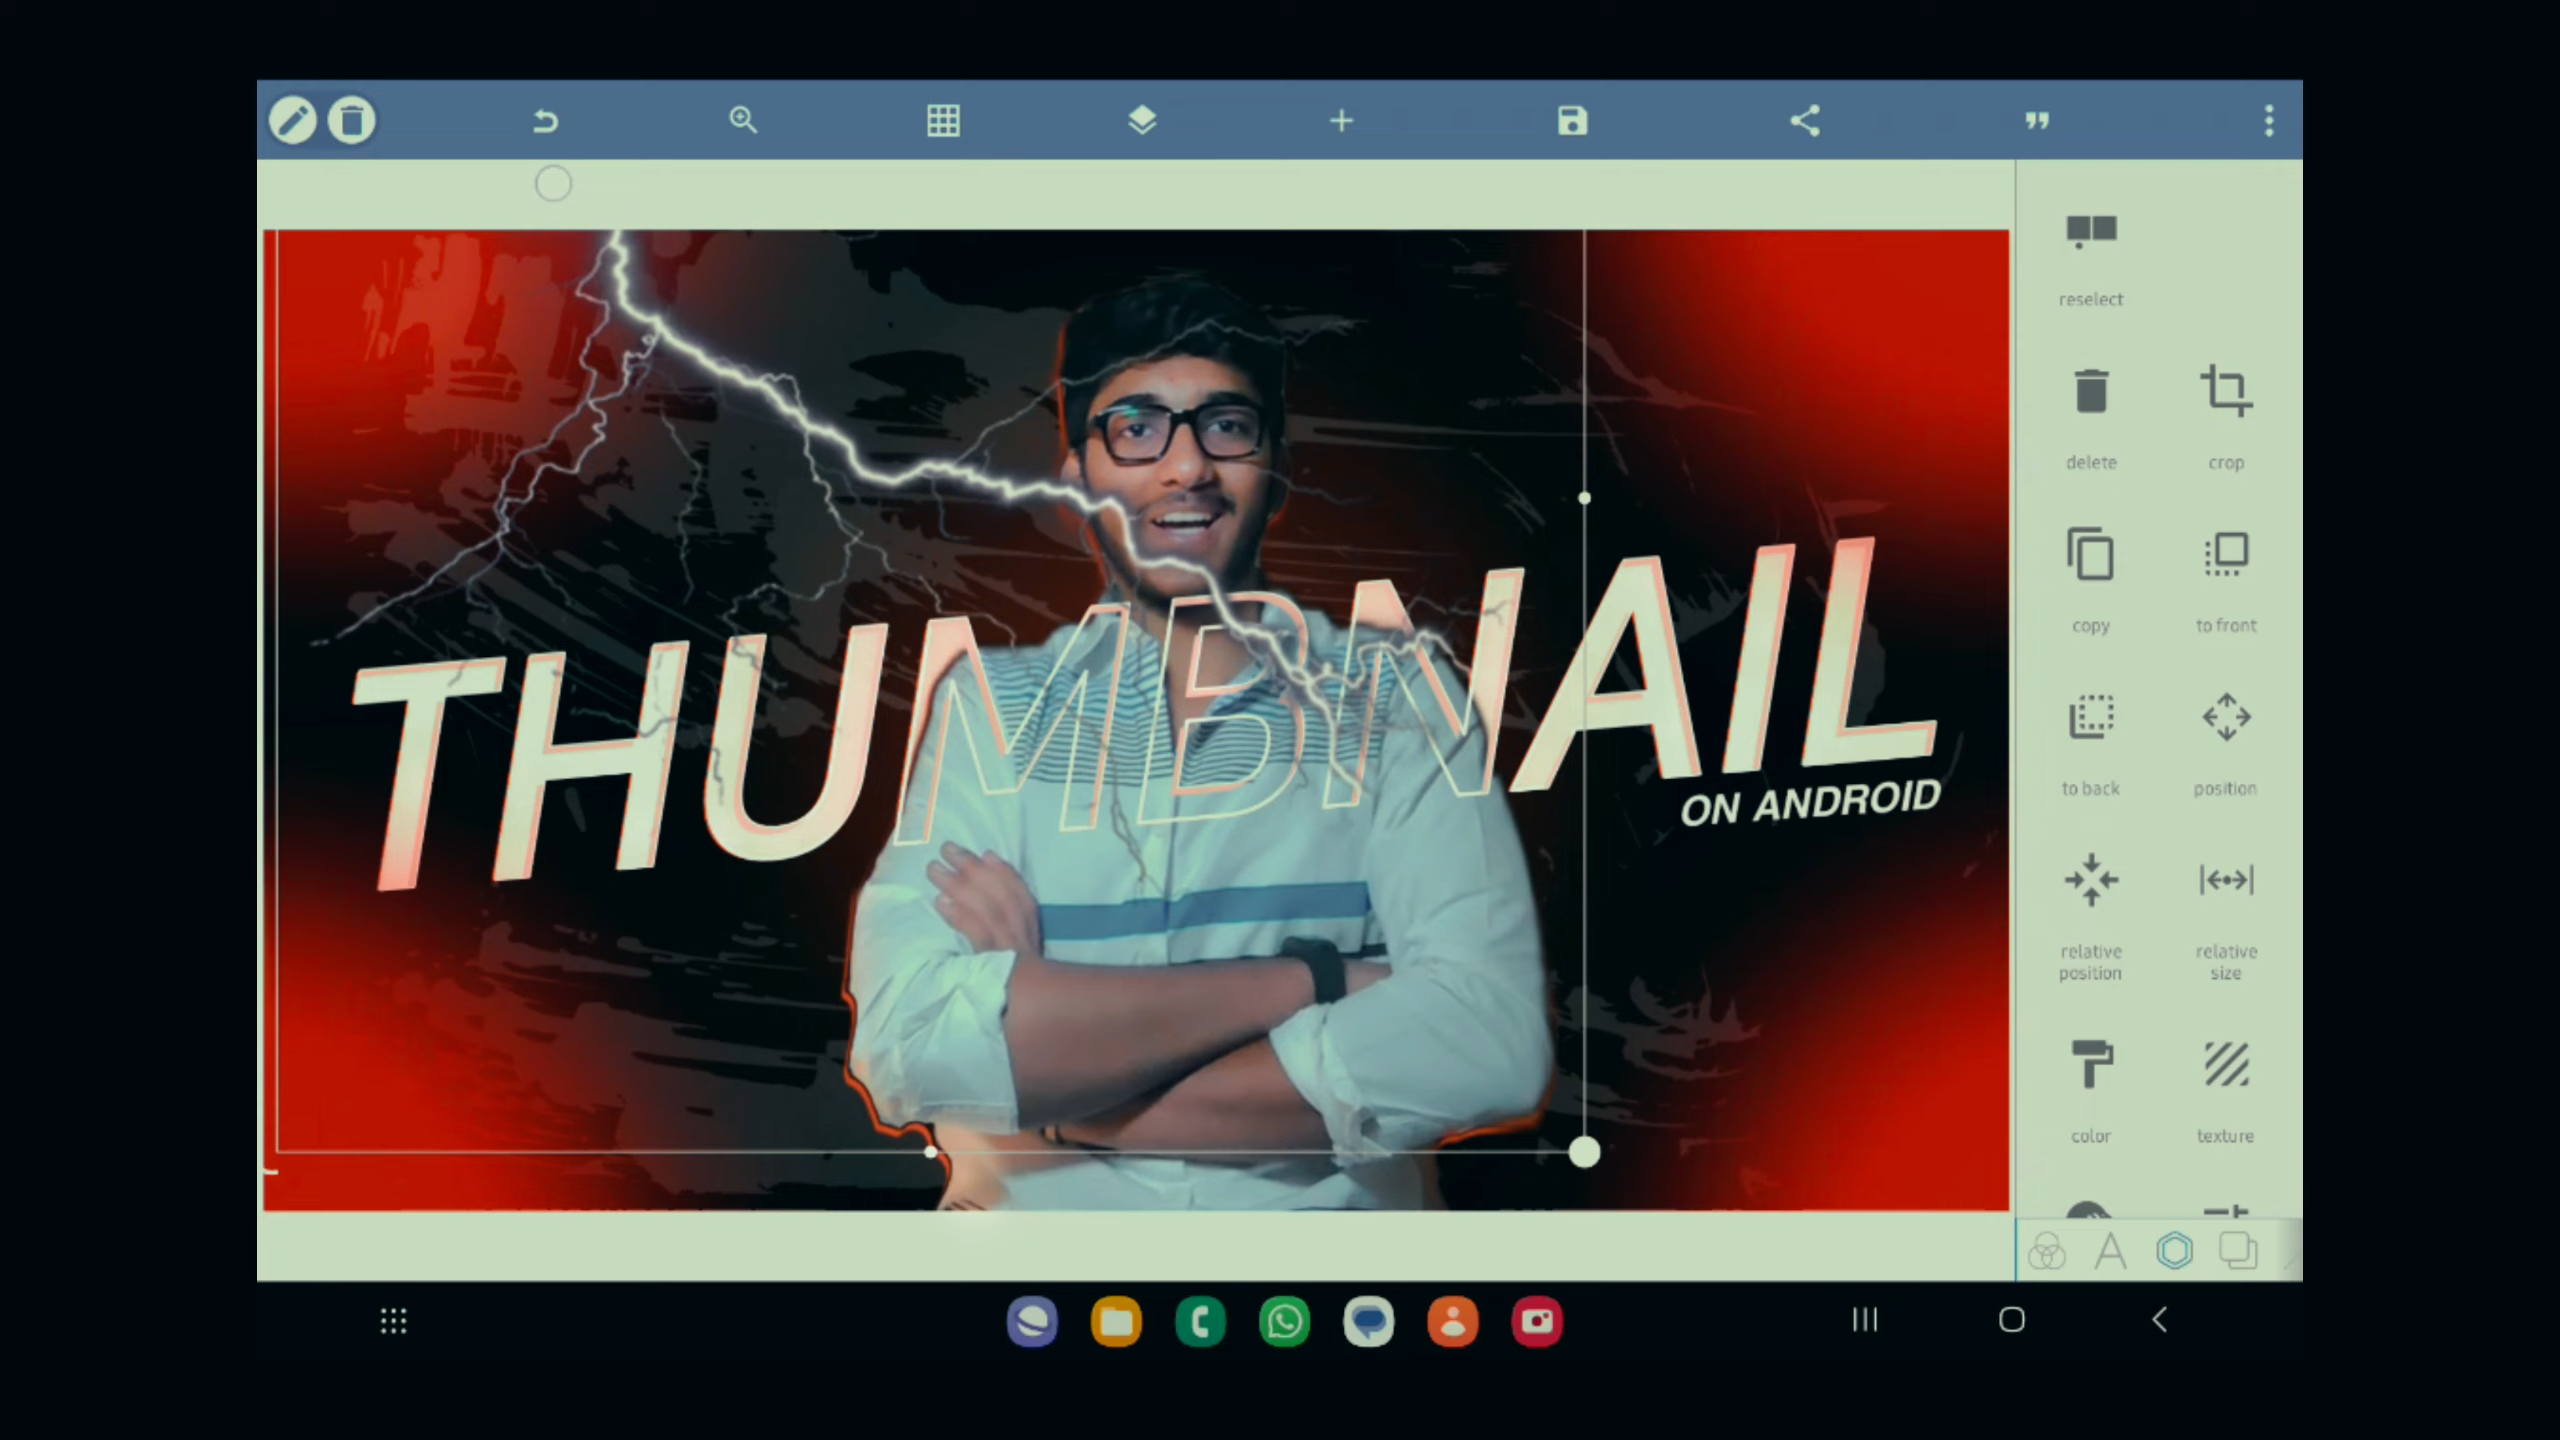 reselect
delete
crop
copy
to front
to back
position
relative position
relative size
color
texture
THUMBNAIL
ON ANDROID